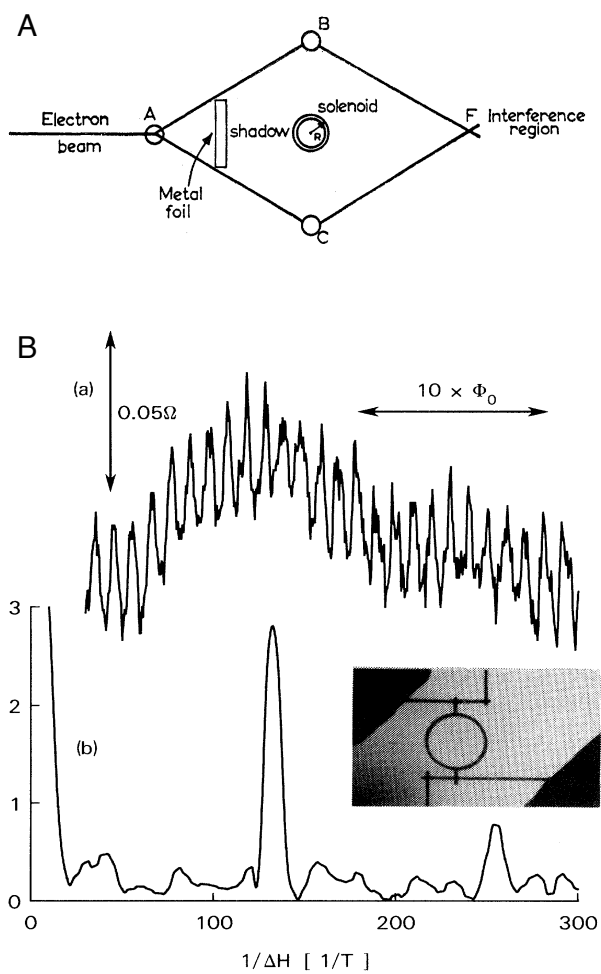 A
B
A
solenoid
F
Interference
region
Electron
beam
shadow
R
Metal
foil
C
B
(a)
0.05Ω
10 × Φ₀
3
2
(b)
1
0
0
100
200
300
1/ΔH [ 1/T ]